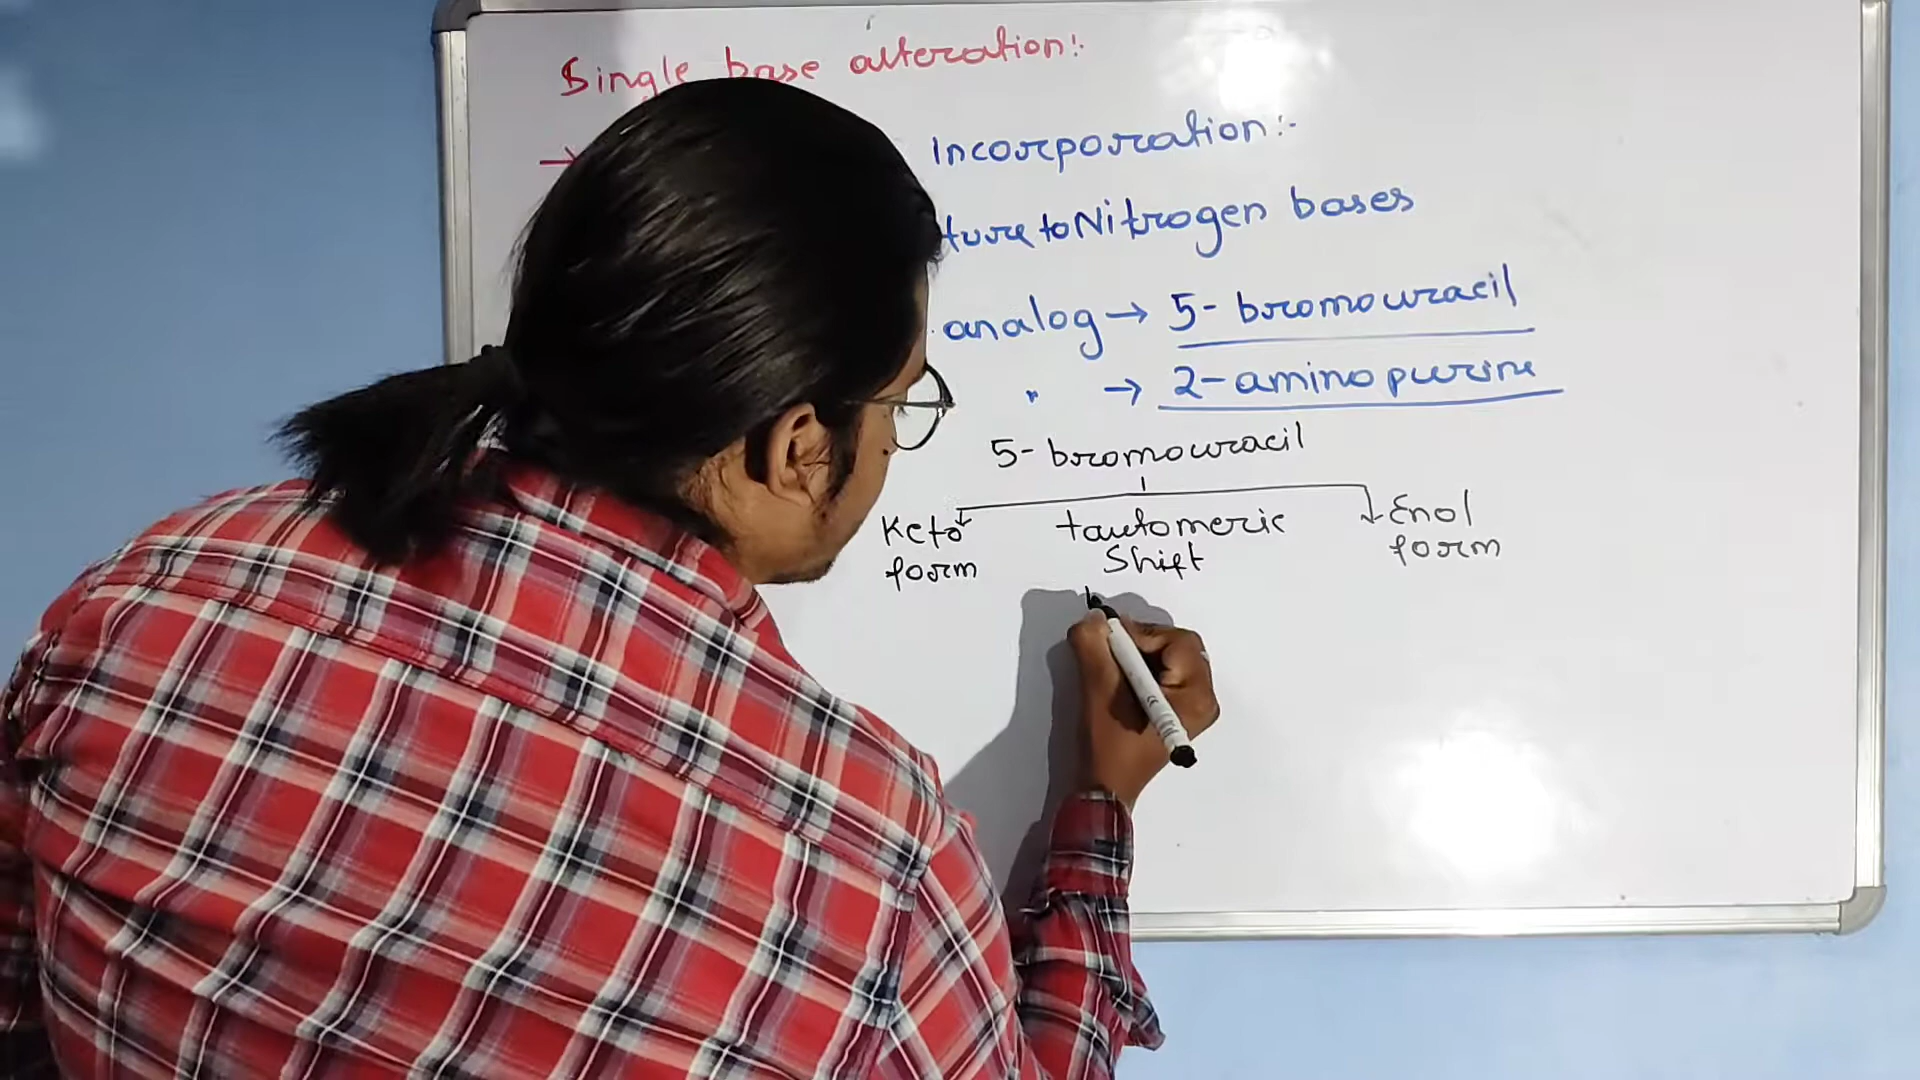 Single base alteration:-
→ Incorporation:-
ture to Nitrogen bases
analog → 5-bromouracil
" → 2-aminopurine
5-bromouracil
Keto tautomeric Enol
form Shift form